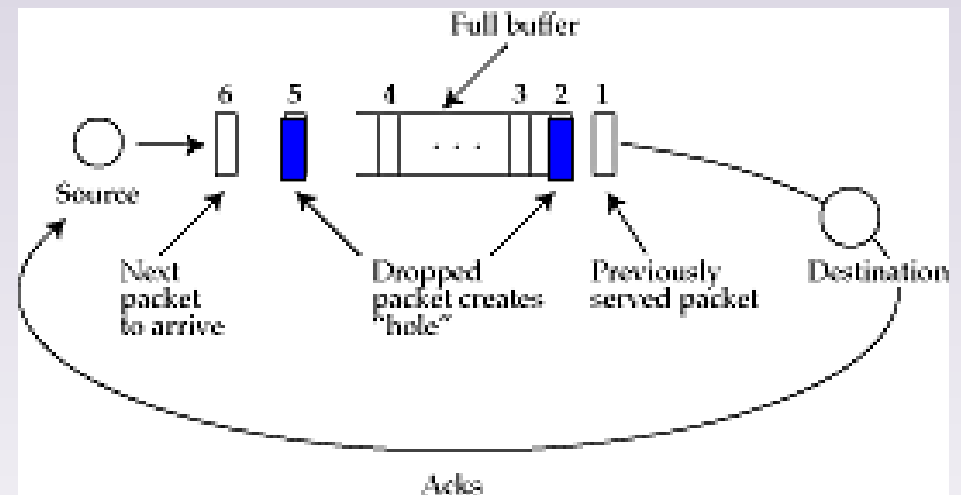 Full buffer
6 5 4 3 2 1
. . .
Source
Next
packet
to arrive
Dropped
packet creates
"hole"
Previously
served packet
Destination
Acks